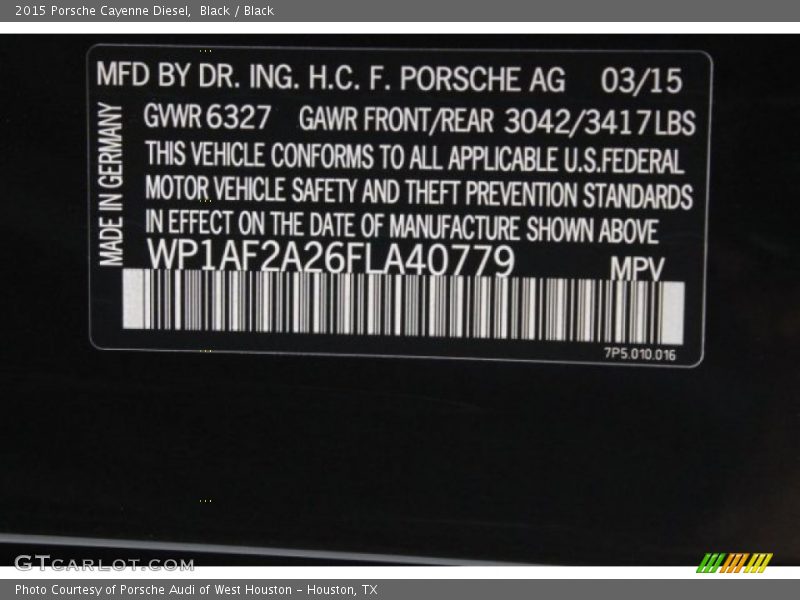 2015 Porsche Cayenne Diesel, Black / Black
MFD BY DR. ING. H.C. F. PORSCHE AG 03/15
GVWR 6327 GAWR FRONT/REAR 3042/3417 LBS
THIS VEHICLE CONFORMS TO ALL APPLICABLE U.S.FEDERAL
MOTOR VEHICLE SAFETY AND THEFT PREVENTION STANDARDS
IN EFFECT ON THE DATE OF MANUFACTURE SHOWN ABOVE
MADE IN GERMANY
WP1AF2A26FLA40779 MPV
7P5.010.016
GTCARLOT.COM
Photo Courtesy of Porsche Audi of West Houston - Houston, TX